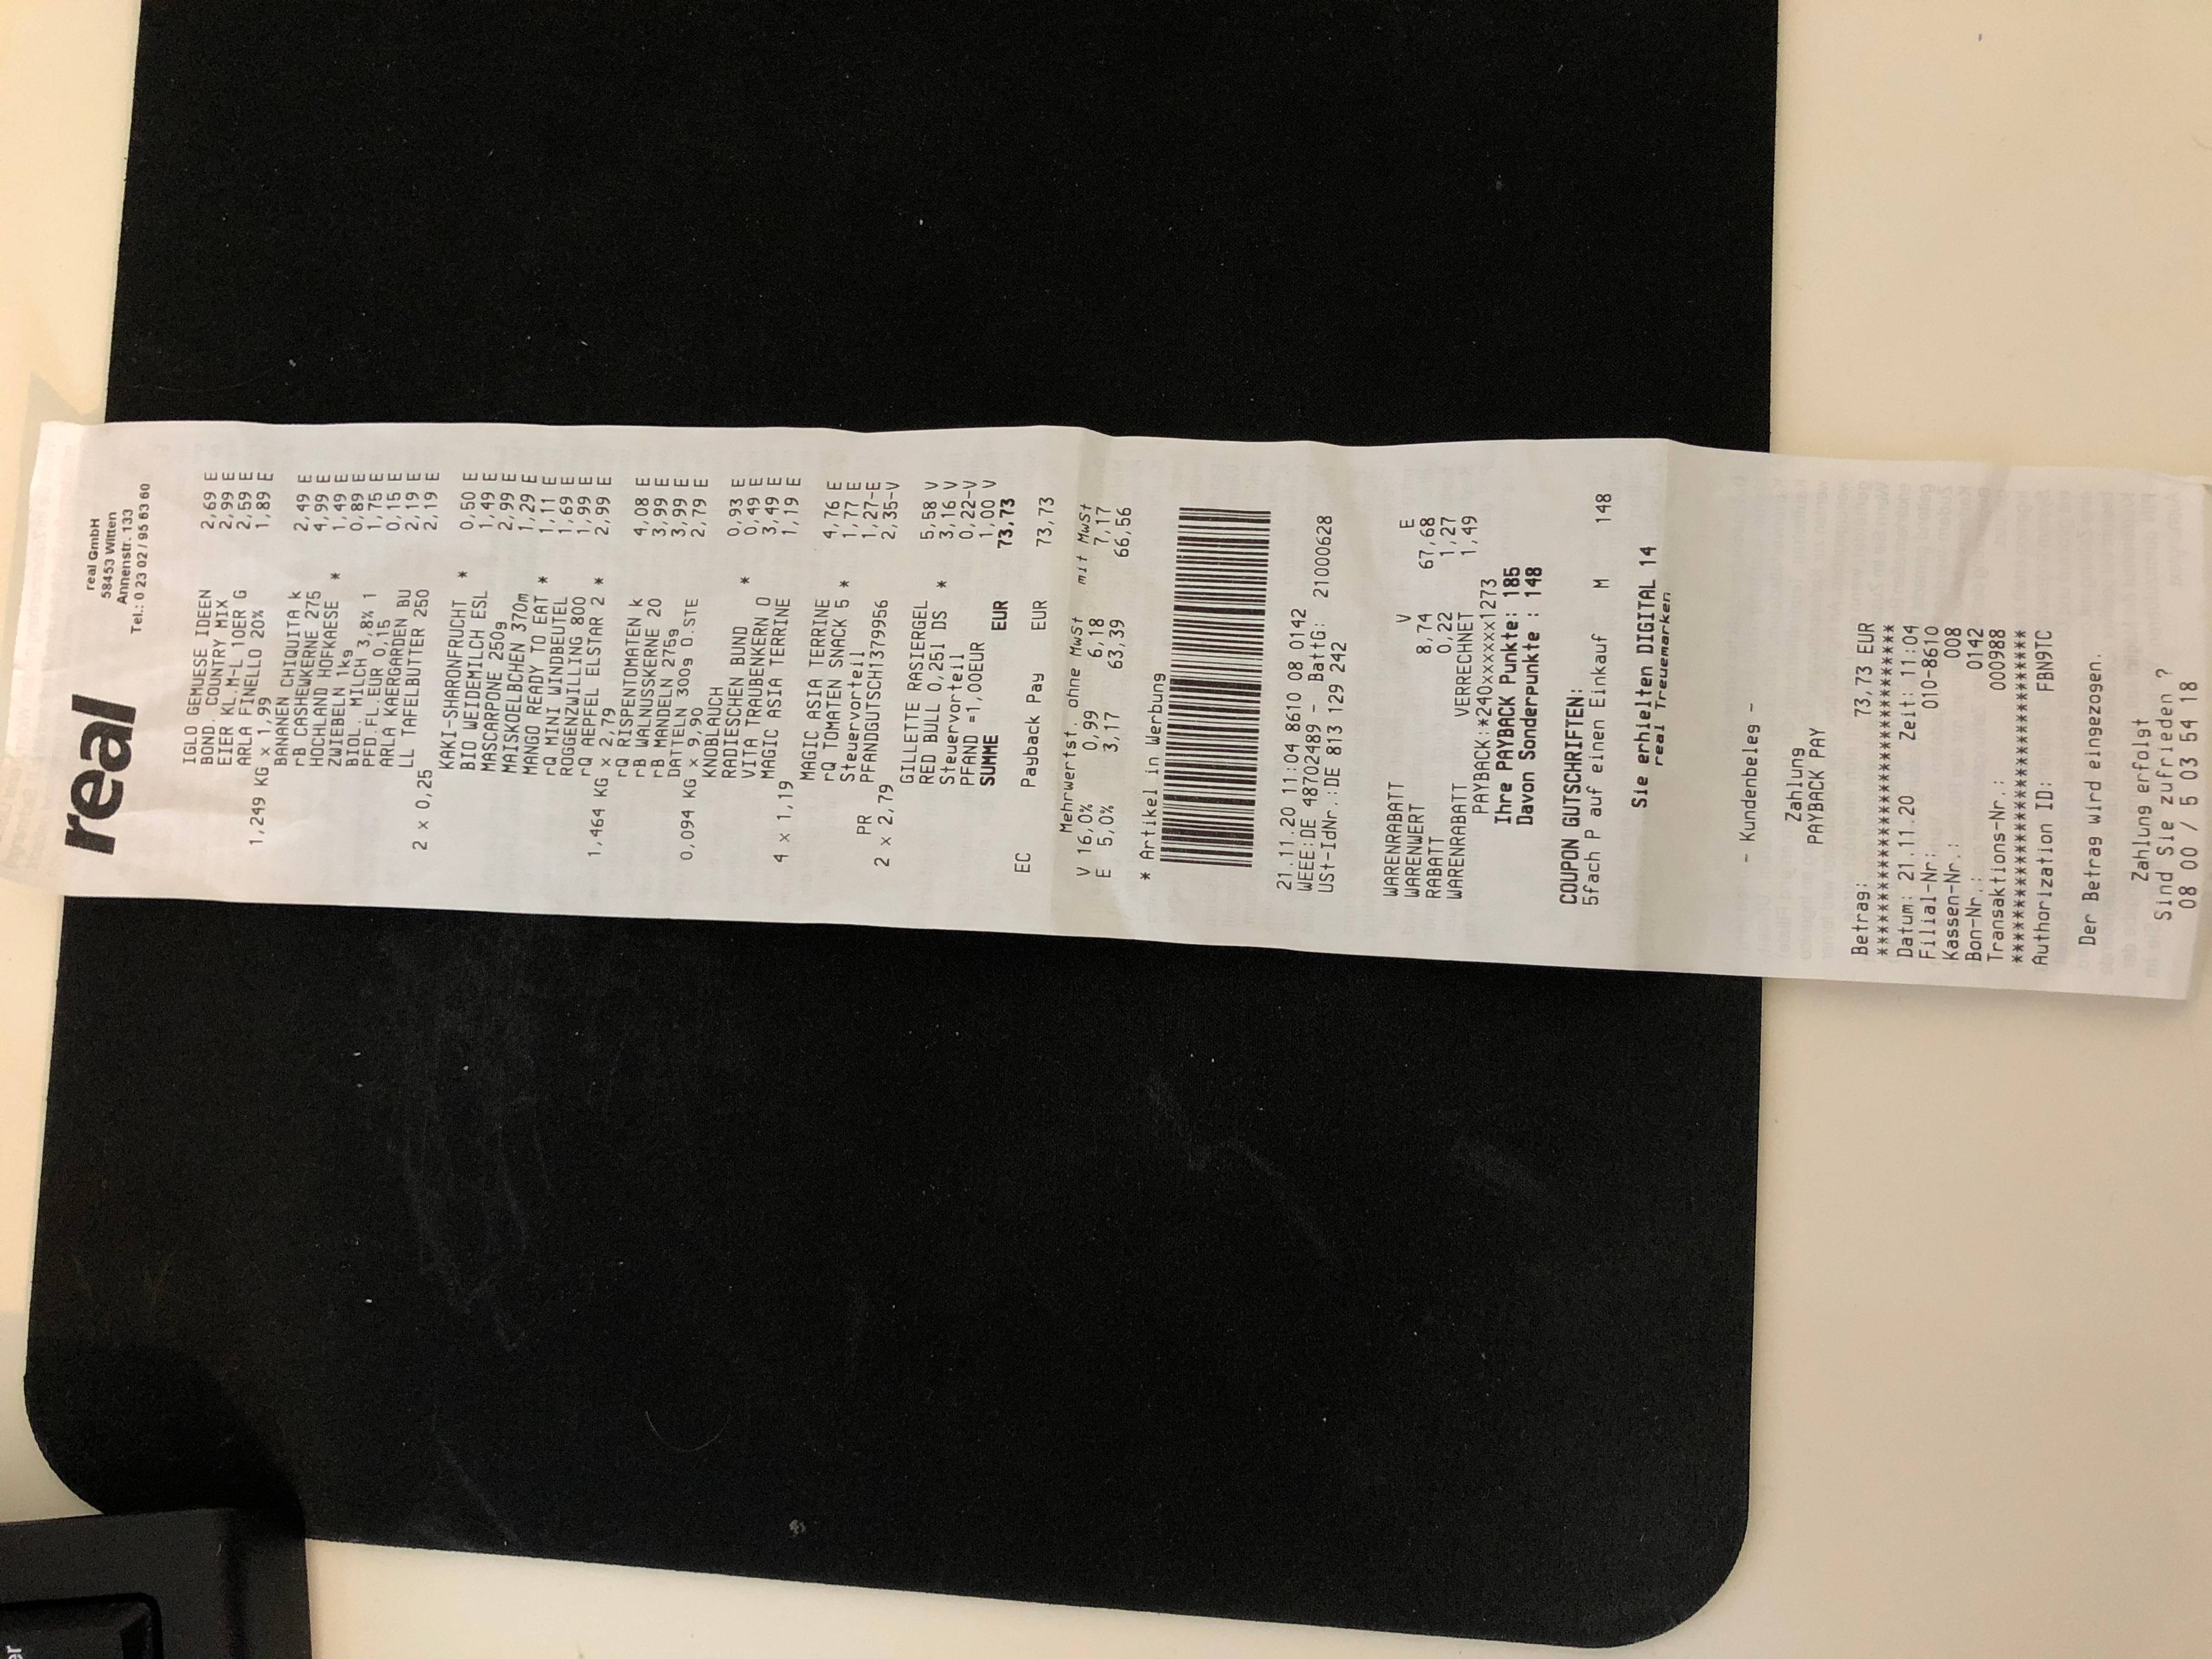 er
real
real GmbH
58453 Witten
Annenstr. 133
Tel.: 0 23 02 / 95 63 60
IGLO GEMUESE IDEEN 2,69 E
BOND. COUNTRY MIX 2,99 E
EIER KL.M-L 10ER G 2,59 E
ARLA FINELLO 20% 1,89 E
1,249 KG x 1,99
BANANEN CHIQUITA k 2,49 E
rB CASHEWKERNE 275 4,99 E
HOCHLAND HOFKAESE * 1,49 E
ZWIEBELN 1kg 0,89 E
BIOL. MILCH 3,8% 1 1,75 E
PFD.FL.EUR 0,15 0,15 E
ARLA KAERGARDEN BU 2,19 E
LL TAFELBUTTER 250 2,19 E
2 x 0,25
KAKI-SHARONFRUCHT * 0,50 E
BIO WEIDEMILCH ESL 1,49 E
MASCARPONE 250g 2,99 E
MAISKOELBCHEN 370m 1,29 E
MANGO READY TO EAT * 1,11 E
rQ MINI WINDBEUTEL 1,69 E
ROGGENZWILLING 800 1,99 E
rQ AEPFEL ELSTAR 2 * 2,99 E
1,464 KG x 2,79
rQ RISPENTOMATEN k 4,08 E
rB WALNUSSKERNE 20 3,99 E
rB MANDELN 275g 3,99 E
DATTELN 300g O.STE 2,79 E
0,094 KG x 9,90
KNOBLAUCH 0,93 E
RADIESCHEN BUND * 0,49 E
VITA TRAUBENKERN O 3,49 E
MAGIC ASIA TERRINE 1,19 E
4 x 1,19
MAGIC ASIA TERRINE 4,76 E
rQ TOMATEN SNACK 5 * 1,77 E
Steuervorteil 1,27-E
PR PFANDGUTSCH1379956 2,35-V
2 x 2,79
GILLETTE RASIERGEL 5,58 V
RED BULL 0,25l DS * 3,16 V
Steuervorteil 0,22-V
PFAND =1,00EUR 1,00 V
SUMME EUR 73,73
EC Payback Pay EUR 73,73
Mehrwertst. ohne MwSt mit MwSt
V 16,0% 0,99 6,18 7,17
E 5,0% 3,17 63,39 66,56
* Artikel in Werbung
21.11.20 11:04 8610 08 0142
WEEE:DE 48702489 - BattG: 21000628
USt-IdNr.:DE 813 129 242
WARENRABATT V E
WARENWERT 8,74 67,68
RABATT 0,22 1,27
WARENRABATT VERRECHNET 1,49
PAYBACK:*240xxxxxx1273
Ihre PAYBACK Punkte: 185
Davon Sonderpunkte : 148
COUPON GUTSCHRIFTEN:
5fach P auf einen Einkauf M 148
Sie erhielten DIGITAL 14
real Treuemarken
- Kundenbeleg -
Zahlung
PAYBACK PAY
Betrag: 73,73 EUR
******************************
Datum: 21.11.20 Zeit: 11:04
Filial-Nr: 010-8610
Kassen-Nr.: 008
Bon-Nr.: 0142
Transaktions-Nr.: 000988
******************************
Authorization ID: FBN9TC
Der Betrag wird eingezogen.
Zahlung erfolgt
Sind Sie zufrieden ?
08 00 / 5 03 54 18